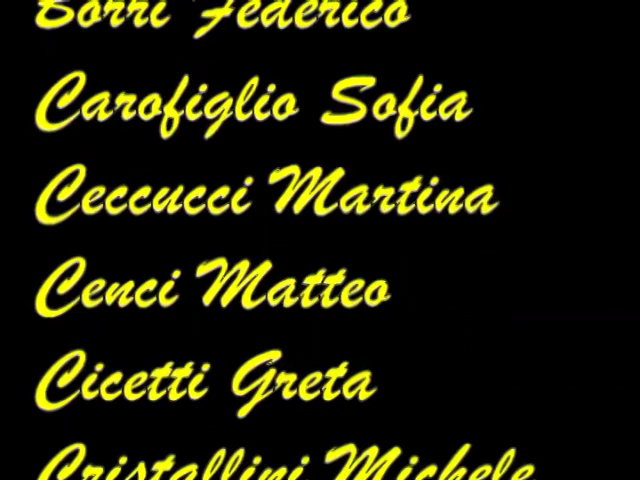 Borri Federico
Carofiglio Sofia
Ceccucci Martina
Cenci Matteo
Cicetti Greta
Cristallini Michele